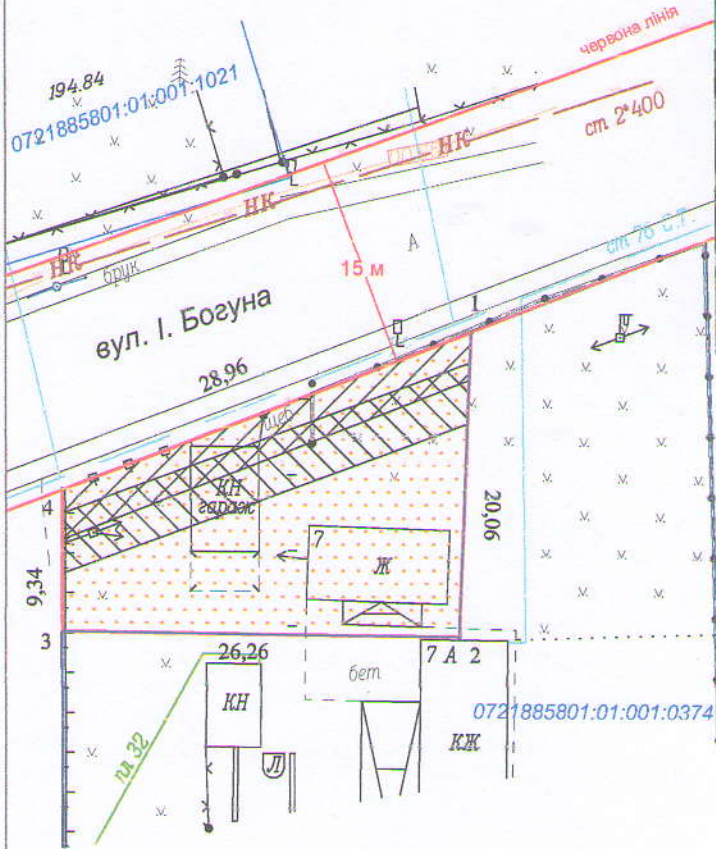 червона лінія
194.84
0721885801:01:001:1021
ст 2*400
НК
НК
НК
ст 76 С.Г.
брук
А
15 м
1
вул. І. Богуна
28,96
щеб
КН
гараж
4
20,06
7
Ж
9,34
3
26,26
7 А 2
бет
КН
0721885801:01:001:0374
КЖ
пл 32
Л